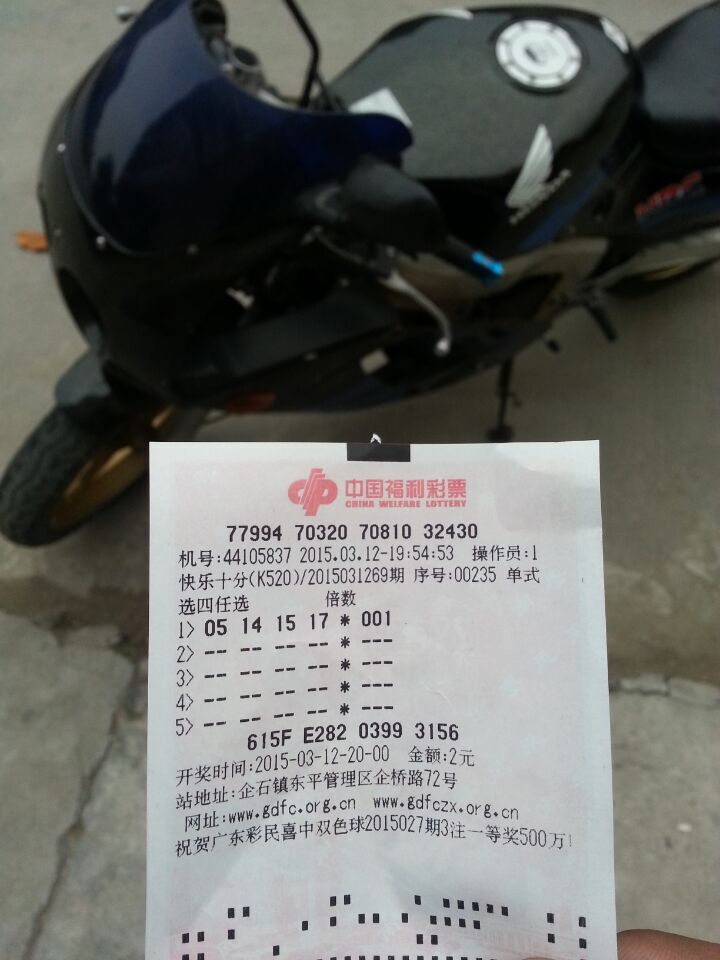 中国福利彩票
CHINA WELFARE LOTTERY
77994 70320 70810 32430
机号:44105837 2015.03.12-19:54:53 操作员:1
快乐十分(K520)/2015031269期 序号:00235 单式
选四任选 倍数
1> 05 14 15 17 * 001
2> -- -- -- -- * ---
3> -- -- -- -- * ---
4> -- -- -- -- * ---
5> -- -- -- -- * ---
615F E282 0399 3156
开奖时间:2015-03-12-20-00 金额:2元
站地址:企石镇东平管理区企桥路72号
网址:www.gdfc.org.cn www.gdfczx.org.cn
祝贺广东彩民喜中双色球2015027期3注一等奖500万!